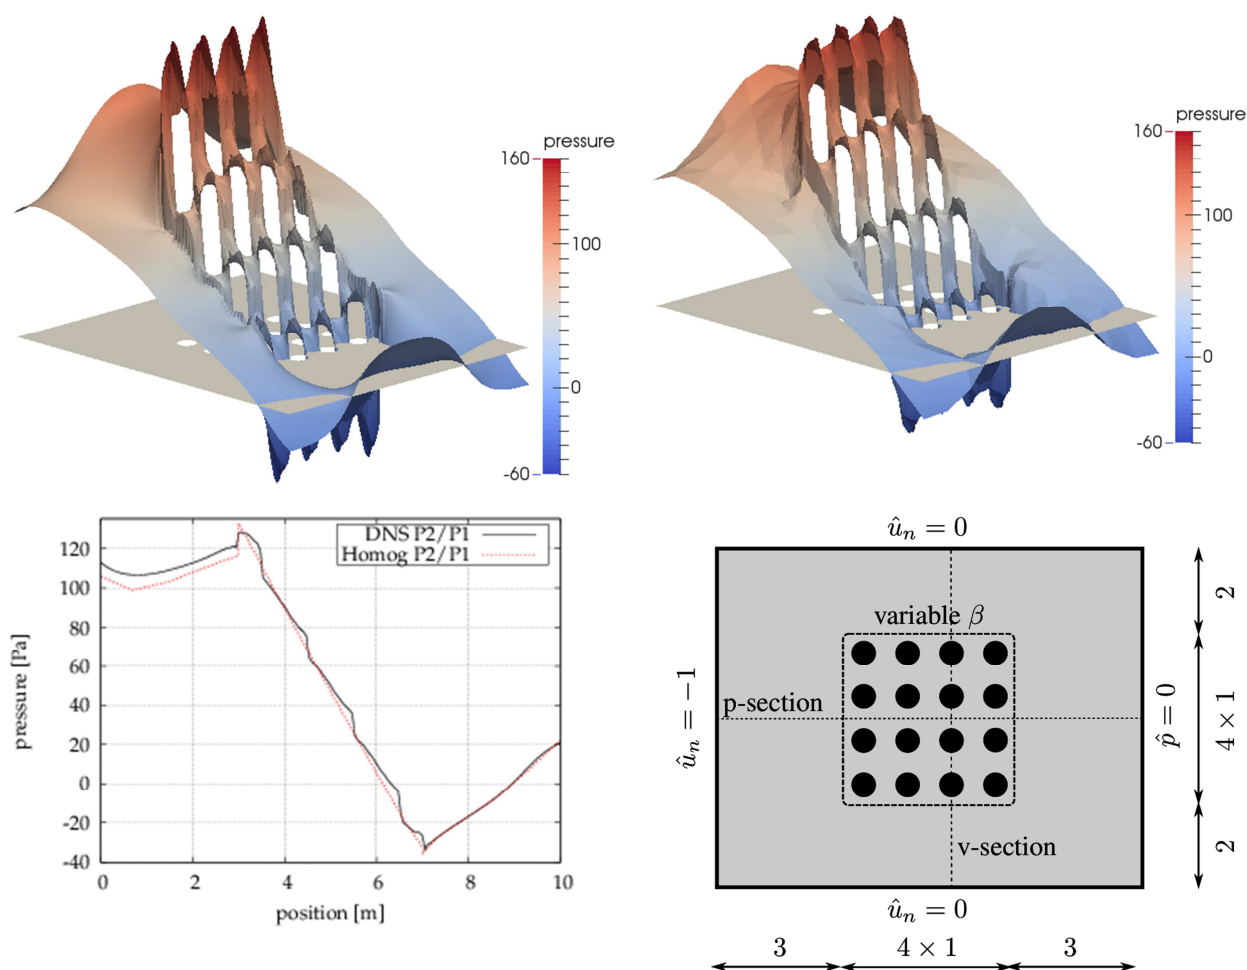 pressure
160
100
0
-60
pressure
160
100
0
-60
DNS P2/P1
Homog P2/P1
120
100
80
60
40
20
0
-20
-40
pressure [Pa]
0 2 4 6 8 10
position [m]
û_n = 0
variable β
p-section
v-section
û_n = −1
p̂ = 0
2
4 × 1
2
û_n = 0
3 4 × 1 3